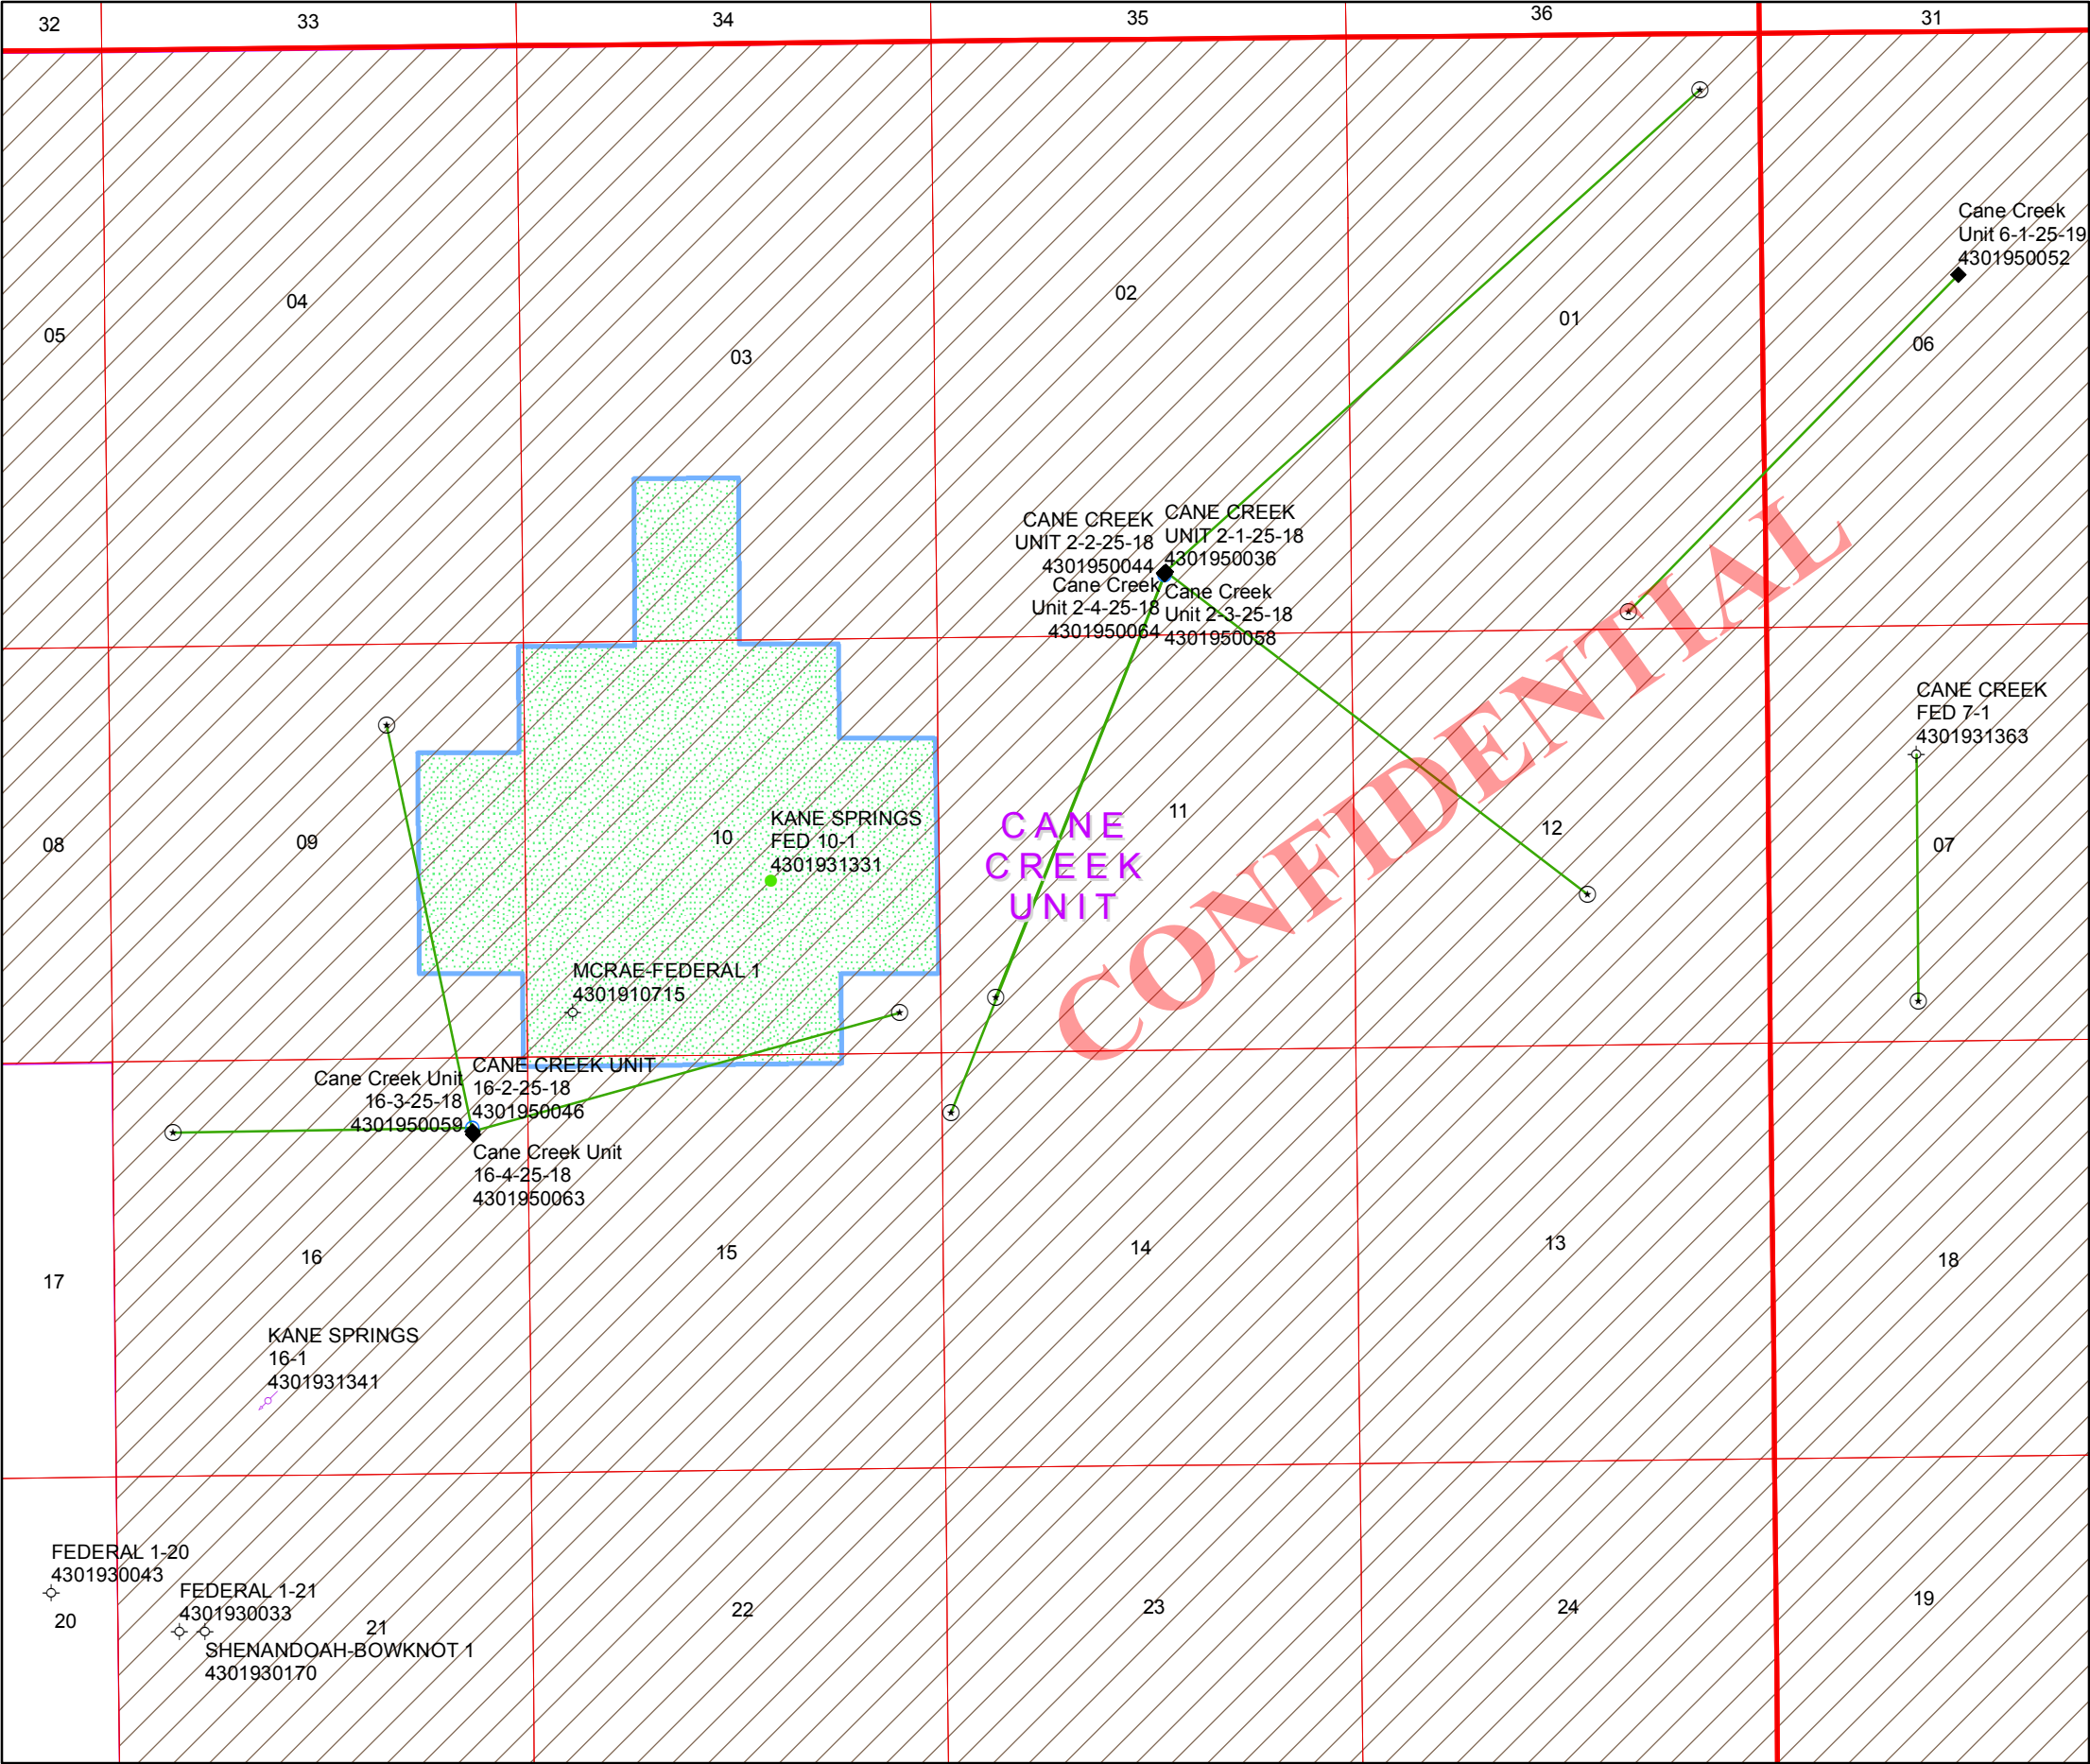 32
33
34
35
36
31
Cane Creek
Unit 6-1-25-19
4301950052
04
02
01
05
03
06
CANE CREEK
UNIT 2-2-25-18
4301950044
CANE CREEK
UNIT 2-1-25-18
4301950036
Cane Creek
Unit 2-4-25-18
4301950064
Cane Creek
Unit 2-3-25-18
4301950058
CANE CREEK
FED 7-1
4301931363
08
09
10
KANE SPRINGS
FED 10-1
4301931331
CANE
CREEK
UNIT
11
12
07
CONFIDENTIAL
MCRAE-FEDERAL 1
4301910715
Cane Creek Unit
16-3-25-18
4301950059
CANE CREEK UNIT
16-2-25-18
4301950046
Cane Creek Unit
16-4-25-18
4301950063
17
16
15
14
13
18
KANE SPRINGS
16-1
4301931341
FEDERAL 1-20
4301930043
20
FEDERAL 1-21
4301930033
21
SHENANDOAH-BOWKNOT 1
4301930170
22
23
24
19